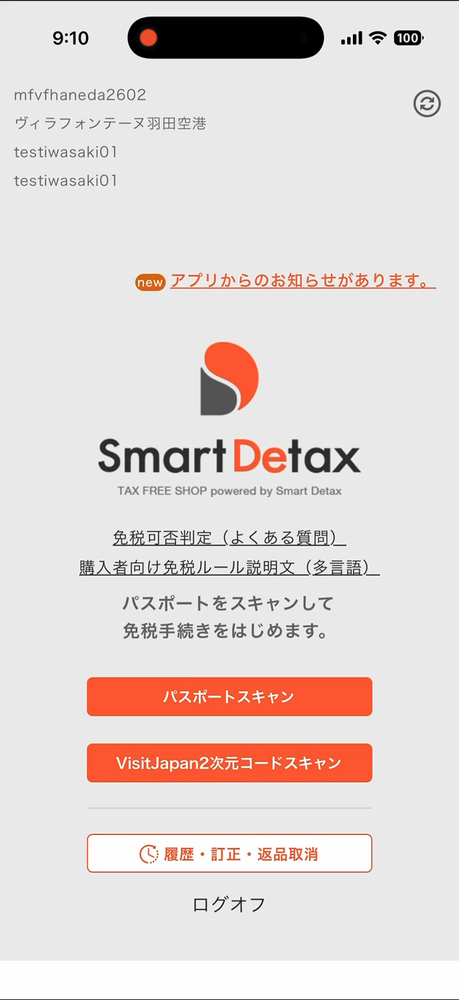 9:10
100
mfvfhaneda2602
ヴィラフォンテーヌ羽田空港
testiwasaki01
testiwasaki01
new アプリからのお知らせがあります。
Smart Detax
TAX FREE SHOP powered by Smart Detax
免税可否判定（よくある質問）
購入者向け免税ルール説明文（多言語）
パスポートをスキャンして
免税手続きをはじめます。
パスポートスキャン
VisitJapan2次元コードスキャン
履歴・訂正・返品取消
ログオフ